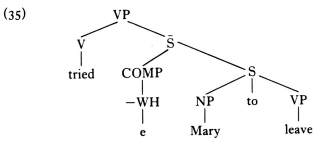 (35) VP
V S̄
tried COMP S
−WH NP to VP
e Mary leave